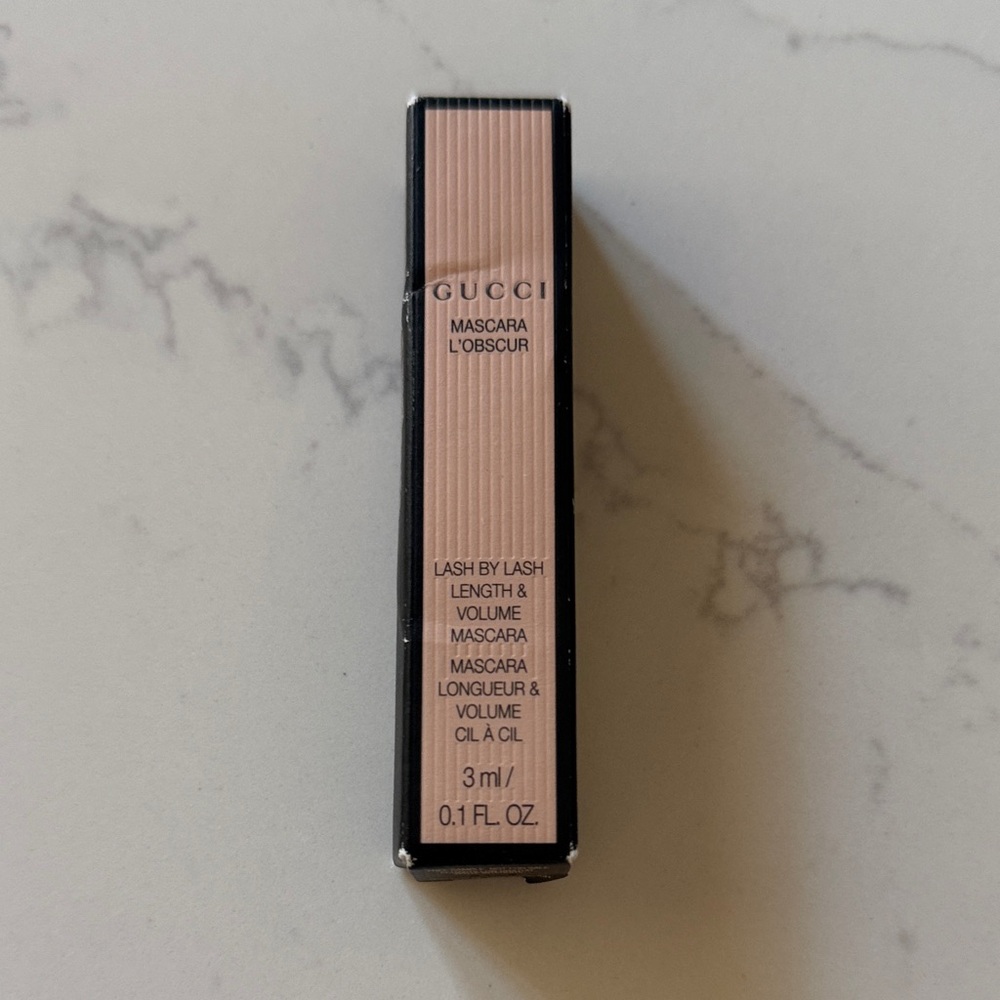 GUCCI
MASCARA
L'OBSCUR
LASH BY LASH
LENGTH &
VOLUME
MASCARA
MASCARA
LONGUEUR &
VOLUME
CIL À CIL
3 ml /
0.1 FL. OZ.